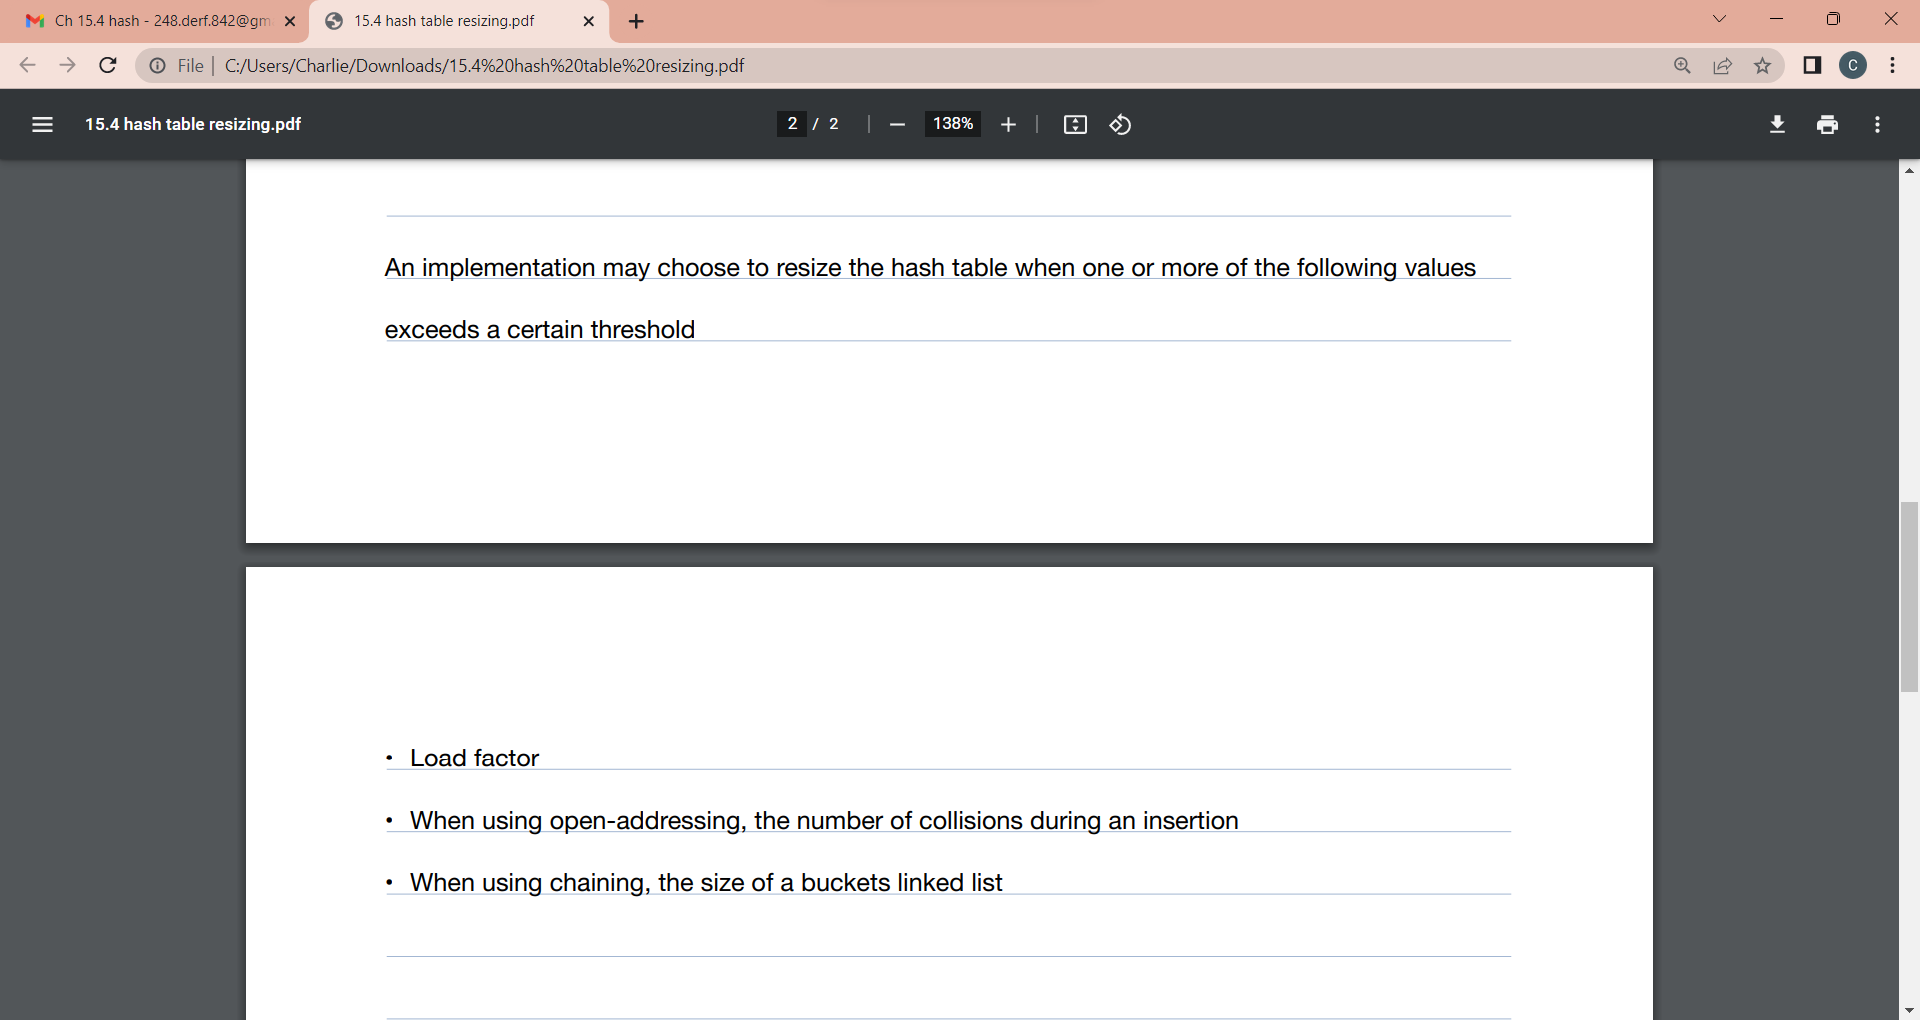 Ch 15.4 hash - 248.derf.842@gm
15.4 hash table resizing.pdf
File
C:/Users/Charlie/Downloads/15.4%20hash%20table%20resizing.pdf
C
15.4 hash table resizing.pdf
2 / 2
138%
An implementation may choose to resize the hash table when one or more of the following values
exceeds a certain threshold
• Load factor
• When using open-addressing, the number of collisions during an insertion
• When using chaining, the size of a buckets linked list